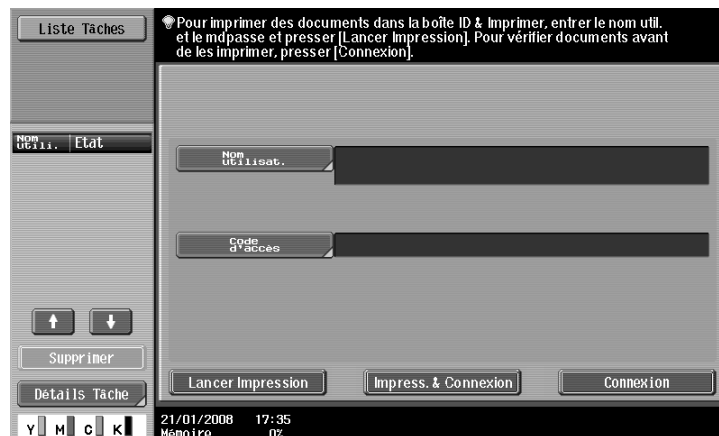 Liste Tâches
Pour imprimer des documents dans la boîte ID & Imprimer, entrer le nom util.
et le mdpasse et presser [Lancer Impression]. Pour vérifier documents avant
de les imprimer, presser [Connexion].
Nom
utili.
Etat
Nom
utilisat.
Code
d'accès
Supprimer
Détails Tâche
Lancer Impression
Impress. & Connexion
Connexion
Y M C K
21/01/2008 17:35
Mémoire 0%